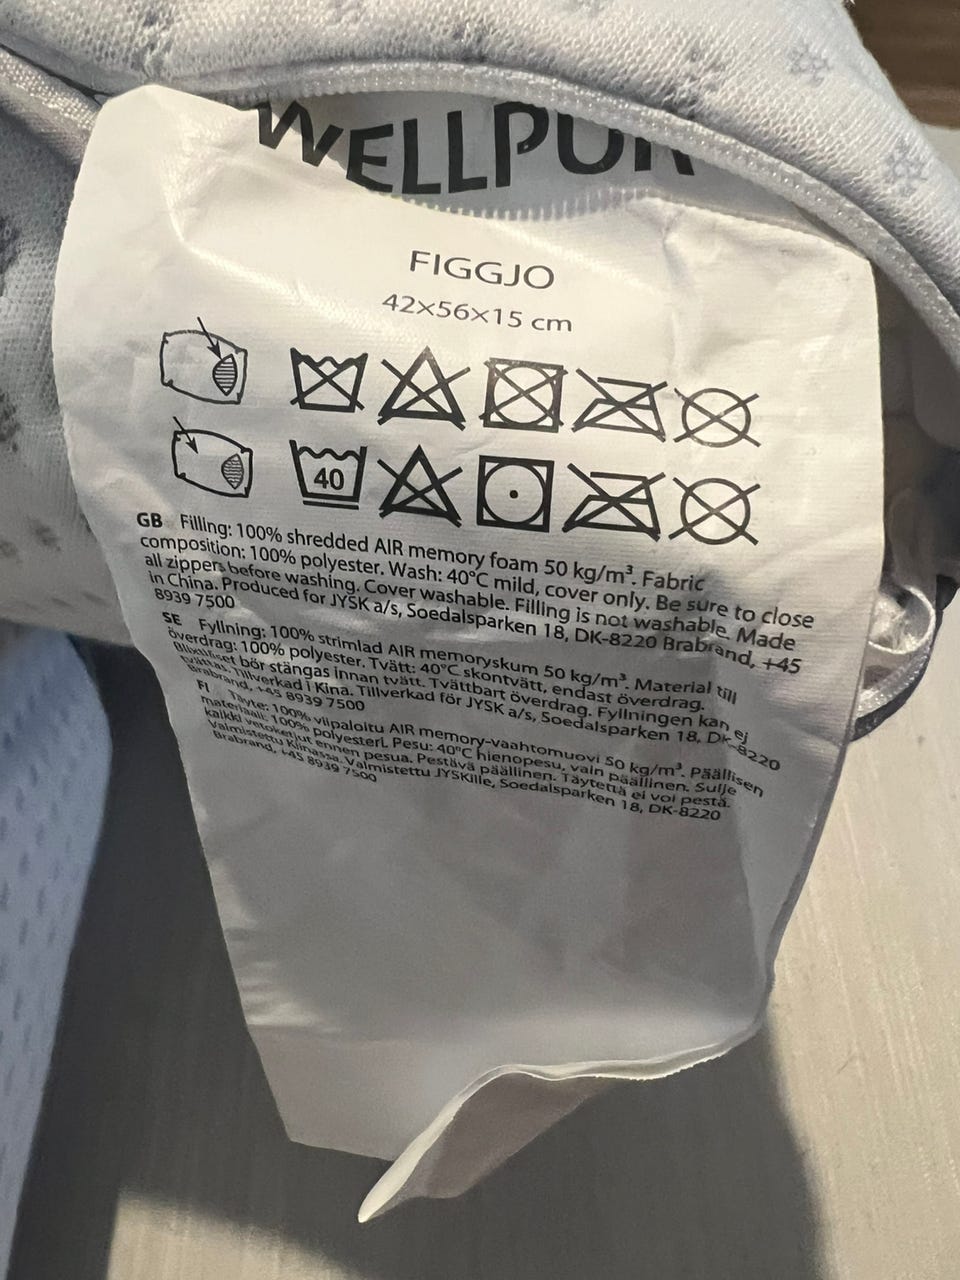 WELLPUR
FIGGJO
42×56×15 cm
40
GB Filling: 100% shredded AIR memory foam 50 kg/m³. Fabric
composition: 100% polyester. Wash: 40°C mild, cover only. Be sure to close
all zippers before washing. Cover washable. Filling is not washable. Made
in China. Produced for JYSK a/s, Soedalsparken 18, DK-8220 Brabrand, +45
8939 7500
SE Fyllning: 100% strimlad AIR memoryskum 50 kg/m³. Material till
överdrag: 100% polyester. Tvätt: 40°C skontvätt, endast överdrag.
Blixtlåset bör stängas innan tvätt. Tvättbart överdrag. Fyllningen kan ej
tvättas. Tillverkad i Kina. Tillverkad för JYSK a/s, Soedalsparken 18, DK-8220
Brabrand, +45 8939 7500
FI Täyte: 100% viipaloitu AIR memory-vaahtomuovi 50 kg/m³. Päällisen
materiaali: 100% polyesteri. Pesu: 40°C hienopesu, vain päällinen. Sulje
kaikki vetoketjut ennen pesua. Pestävä päällinen. Täytettä ei voi pestä.
Valmistettu Kiinassa. Valmistettu JYSKille, Soedalsparken 18, DK-8220
Brabrand, +45 8939 7500